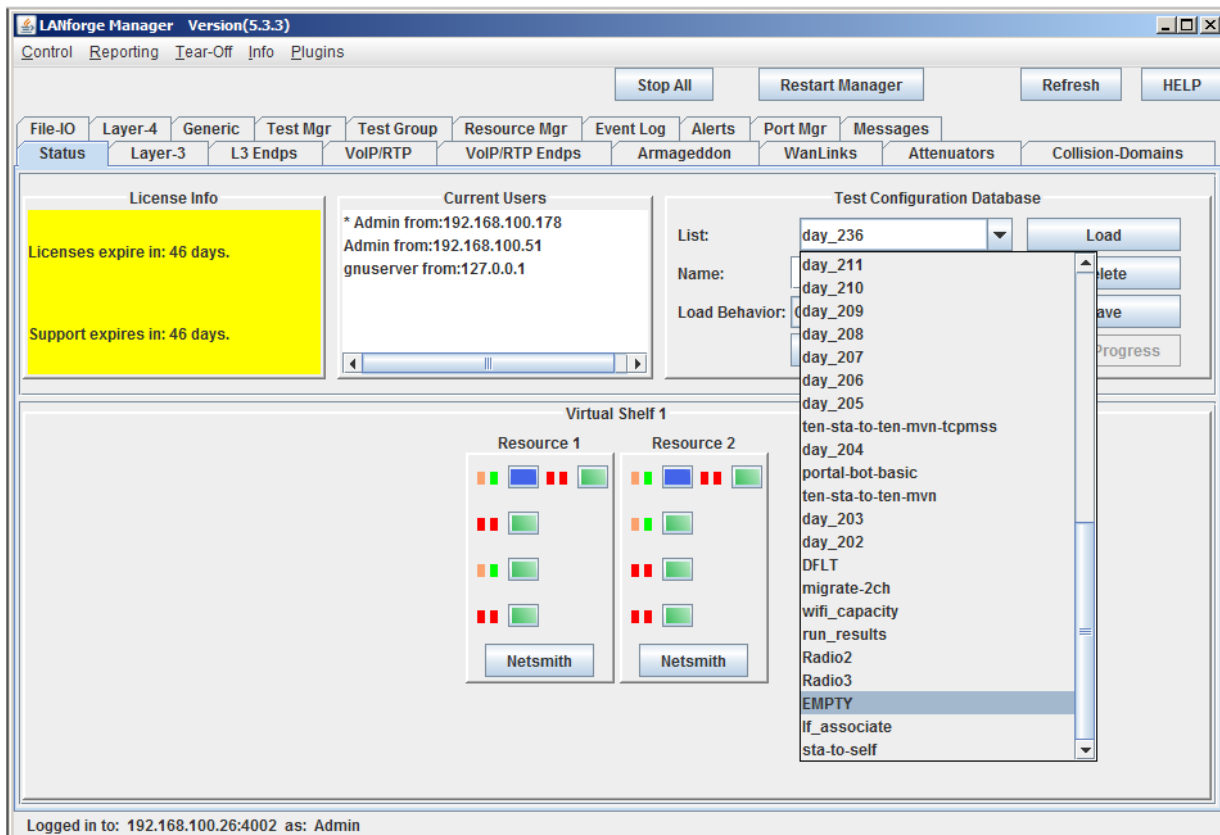 LANforge Manager Version(5.3.3)
Control Reporting Tear-Off Info Plugins
Stop All Restart Manager Refresh HELP
File-IO Layer-4 Generic Test Mgr Test Group Resource Mgr Event Log Alerts Port Mgr Messages
Status Layer-3 L3 Endps VoIP/RTP VoIP/RTP Endps Armageddon WanLinks Attenuators Collision-Domains
License Info
Licenses expire in: 46 days.
Support expires in: 46 days.
Current Users
* Admin from:192.168.100.178
Admin from:192.168.100.51
gnuserver from:127.0.0.1
Test Configuration Database
List: day_236 Load
Name:
Load Behavior:
Progress
day_211
day_210
day_209
day_208
day_207
day_206
day_205
ten-sta-to-ten-mvn-tcpmss
day_204
portal-bot-basic
ten-sta-to-ten-mvn
day_203
day_202
DFLT
migrate-2ch
wifi_capacity
run_results
Radio2
Radio3
EMPTY
lf_associate
sta-to-self
Virtual Shelf 1
Resource 1 Resource 2
Netsmith Netsmith
Logged in to: 192.168.100.26:4002 as: Admin